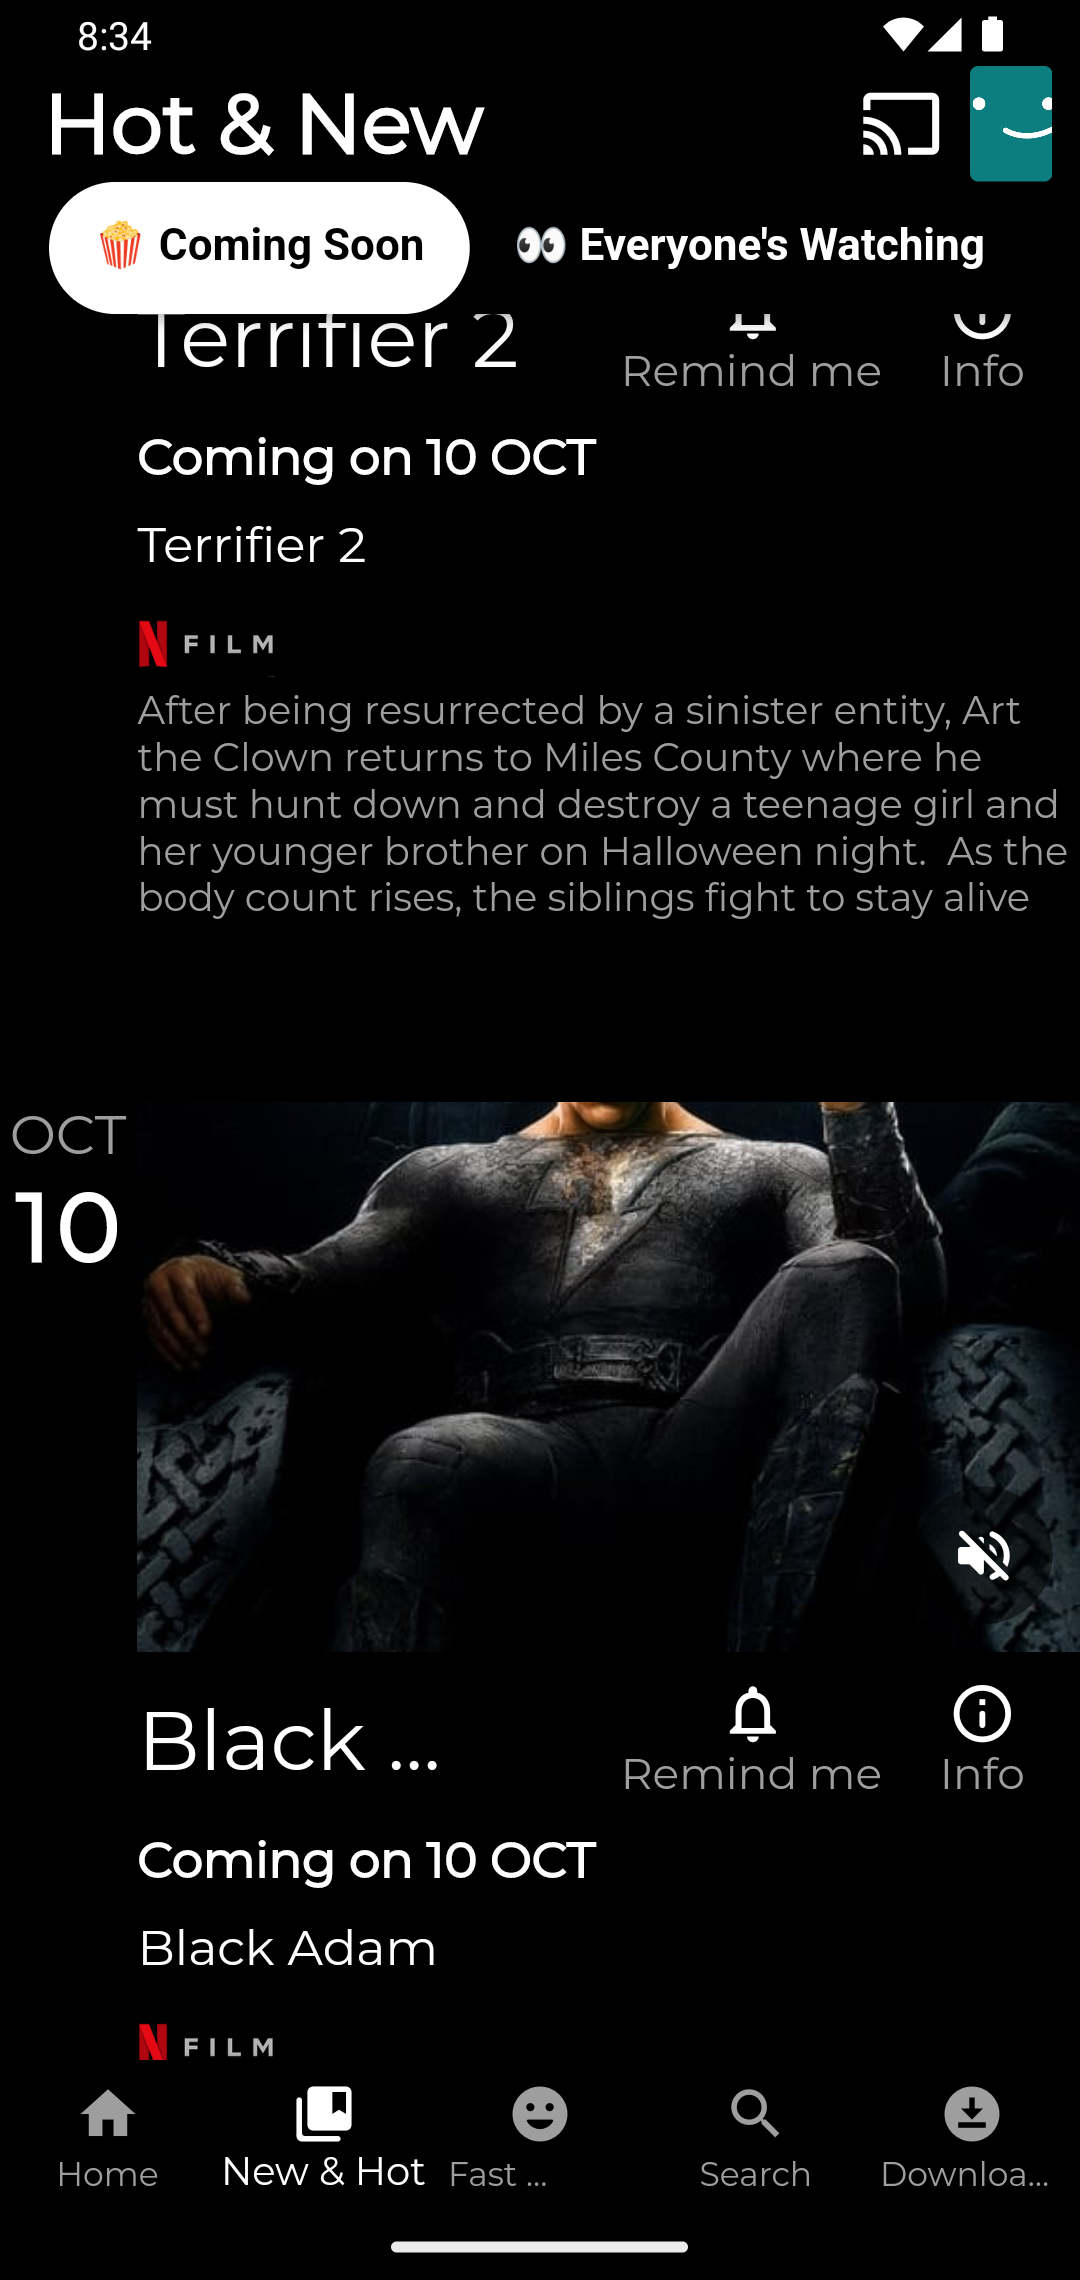 8:34
Hot & New
🍿 Coming Soon
👀 Everyone's Watching
Terrifier 2
Remind me
Info
Coming on 10 OCT
Terrifier 2
N FILM
After being resurrected by a sinister entity, Art
the Clown returns to Miles County where he
must hunt down and destroy a teenage girl and
her younger brother on Halloween night.  As the
body count rises, the siblings fight to stay alive
OCT
10
Black ...
Remind me
Info
Coming on 10 OCT
Black Adam
N FILM
Home
New & Hot
Fast ...
Search
Downloa...